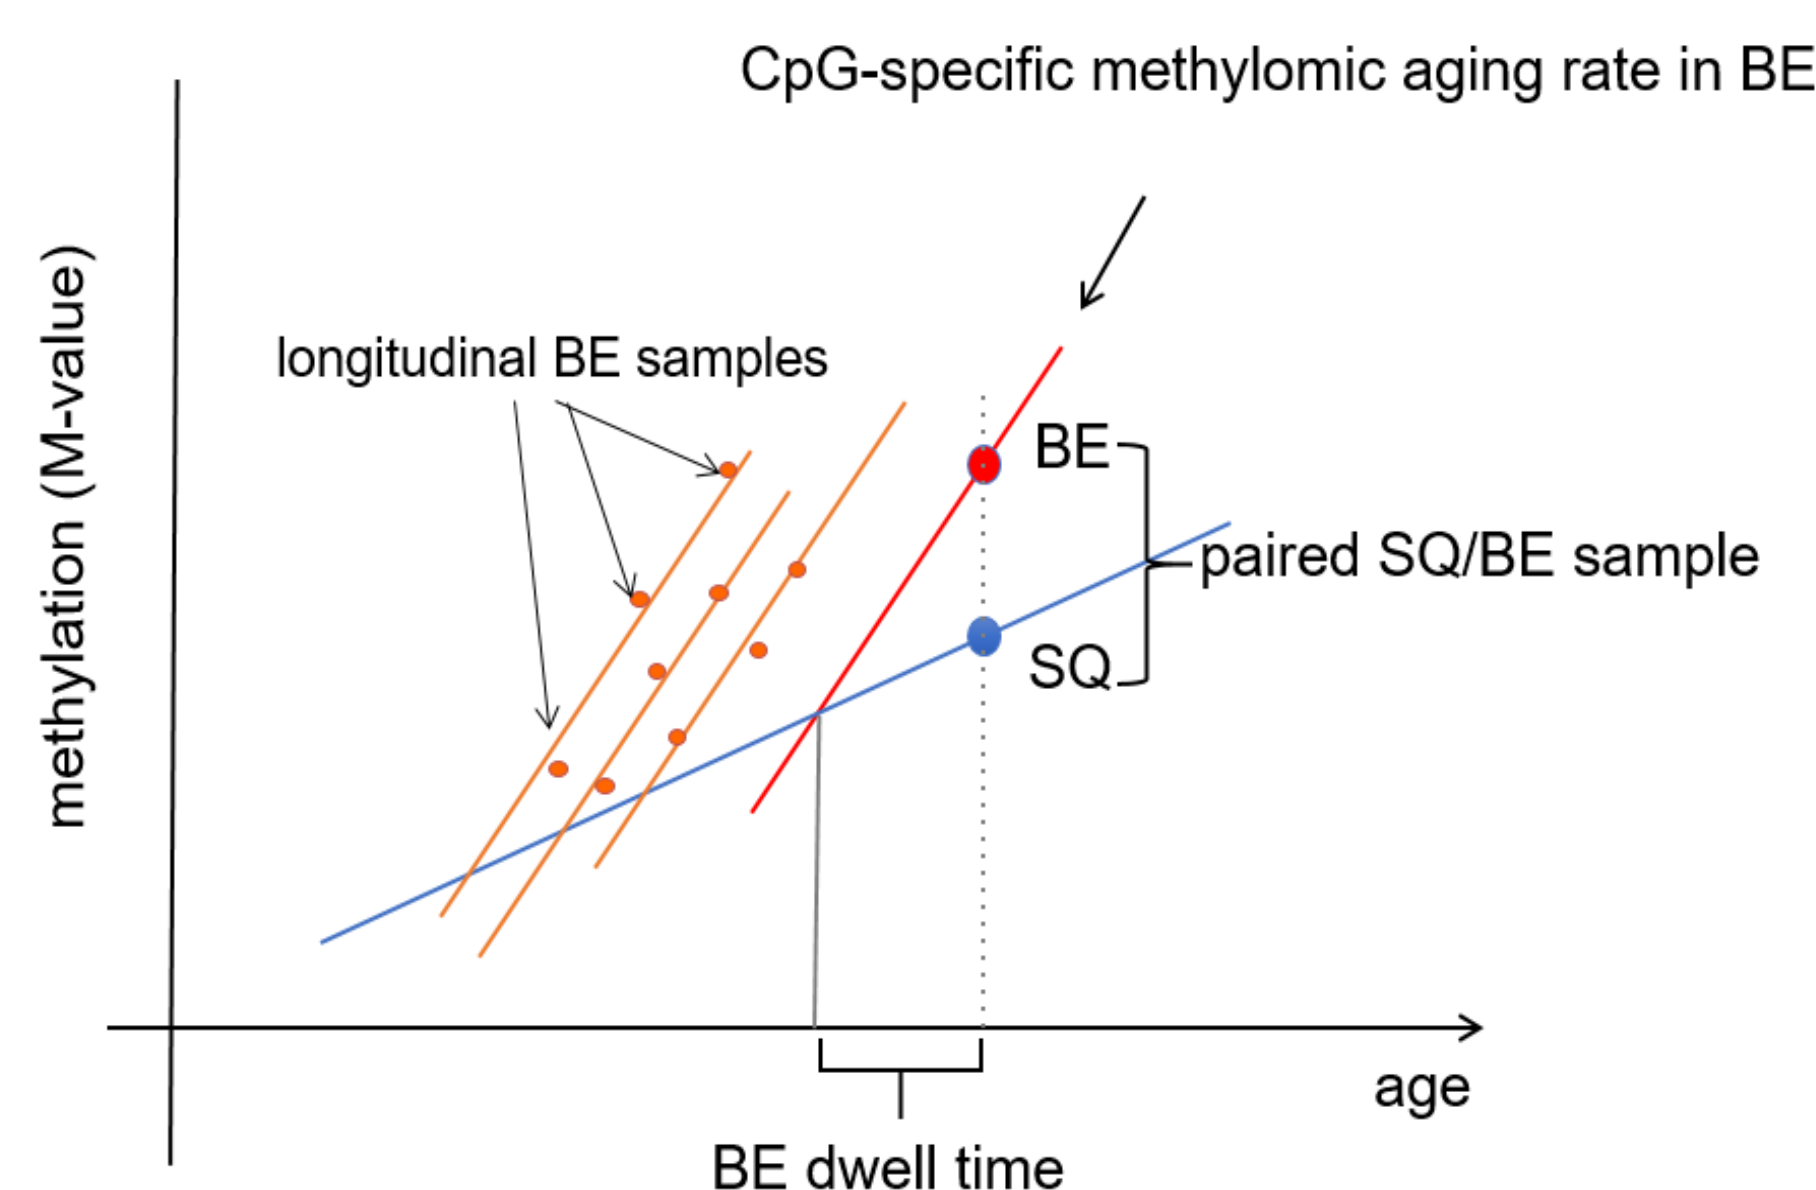 CpG-specific methylomic aging rate in BE
methylation (M-value)
longitudinal BE samples
BE
paired SQ/BE sample
SQ
age
BE dwell time